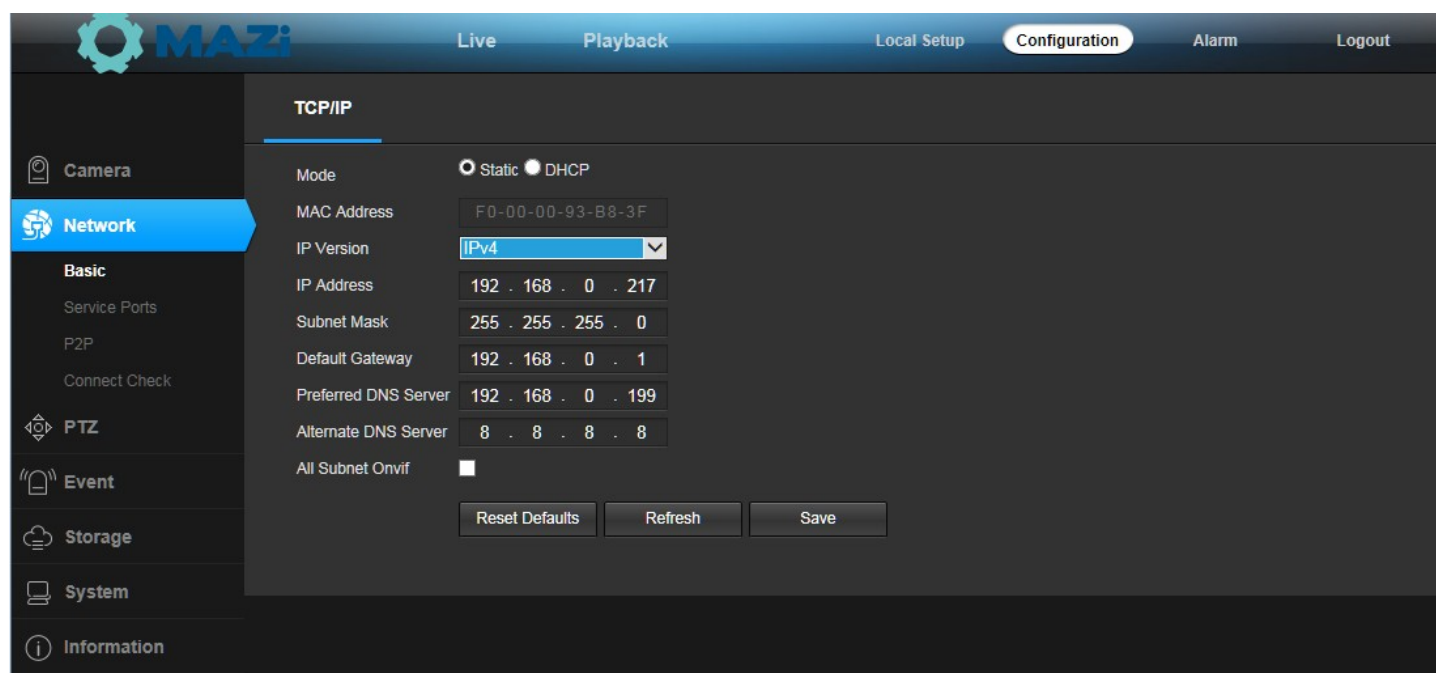 MAZi Live Playback Local Setup Configuration Alarm Logout
TCP/IP
Camera
Network
Basic
Service Ports
P2P
Connect Check
PTZ
Event
Storage
System
Information
Mode Static DHCP
MAC Address F0-00-00-93-B8-3F
IP Version IPv4
IP Address 192 . 168 . 0 . 217
Subnet Mask 255 . 255 . 255 . 0
Default Gateway 192 . 168 . 0 . 1
Preferred DNS Server 192 . 168 . 0 . 199
Alternate DNS Server 8 . 8 . 8 . 8
All Subnet Onvif
Reset Defaults Refresh Save